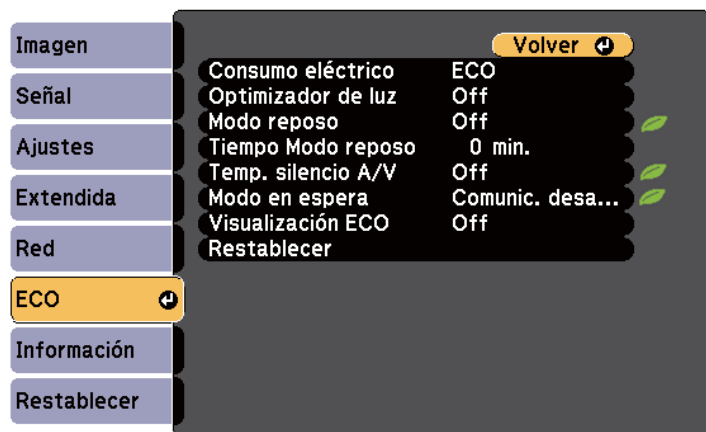 Imagen
Señal
Ajustes
Extendida
Red
ECO
Información
Restablecer
Volver
Consumo eléctrico ECO
Optimizador de luz Off
Modo reposo Off
Tiempo Modo reposo 0 min.
Temp. silencio A/V Off
Modo en espera Comunic. desa...
Visualización ECO Off
Restablecer